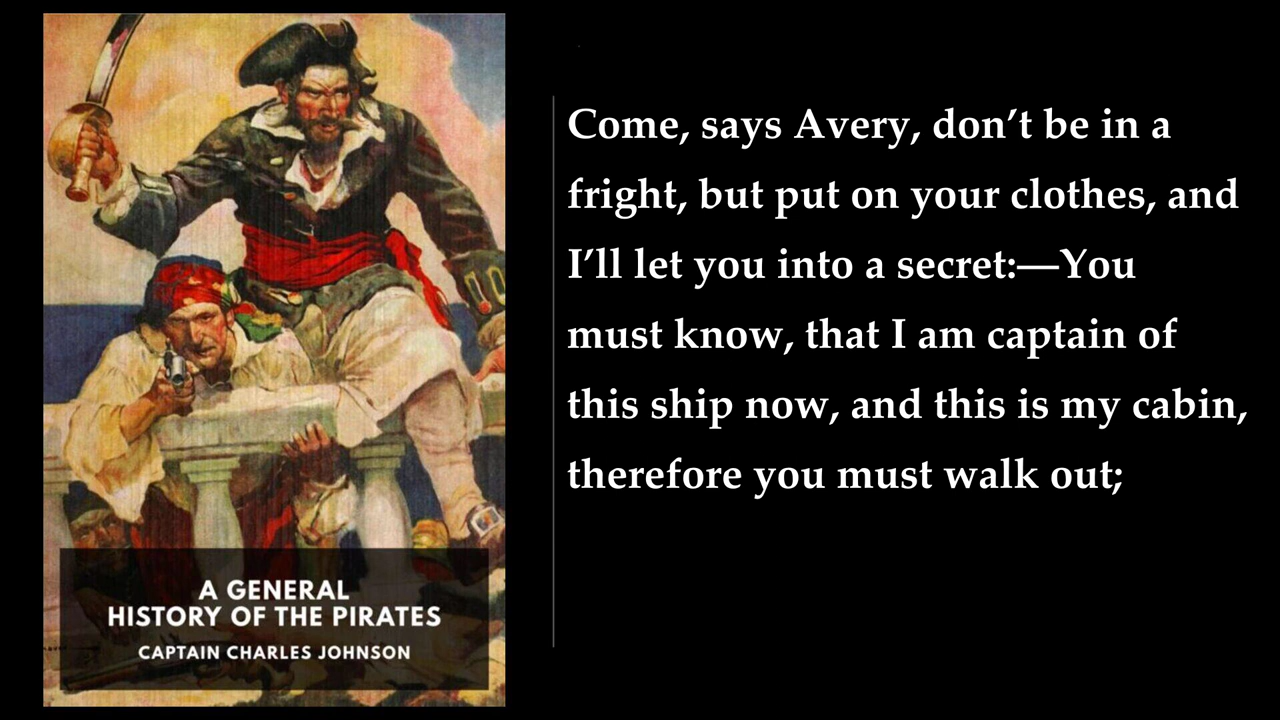 Come, says Avery, don’t be in a
fright, but put on your clothes, and
I’ll let you into a secret:—You
must know, that I am captain of
this ship now, and this is my cabin,
therefore you must walk out;
A GENERAL
HISTORY OF THE PIRATES
CAPTAIN CHARLES JOHNSON